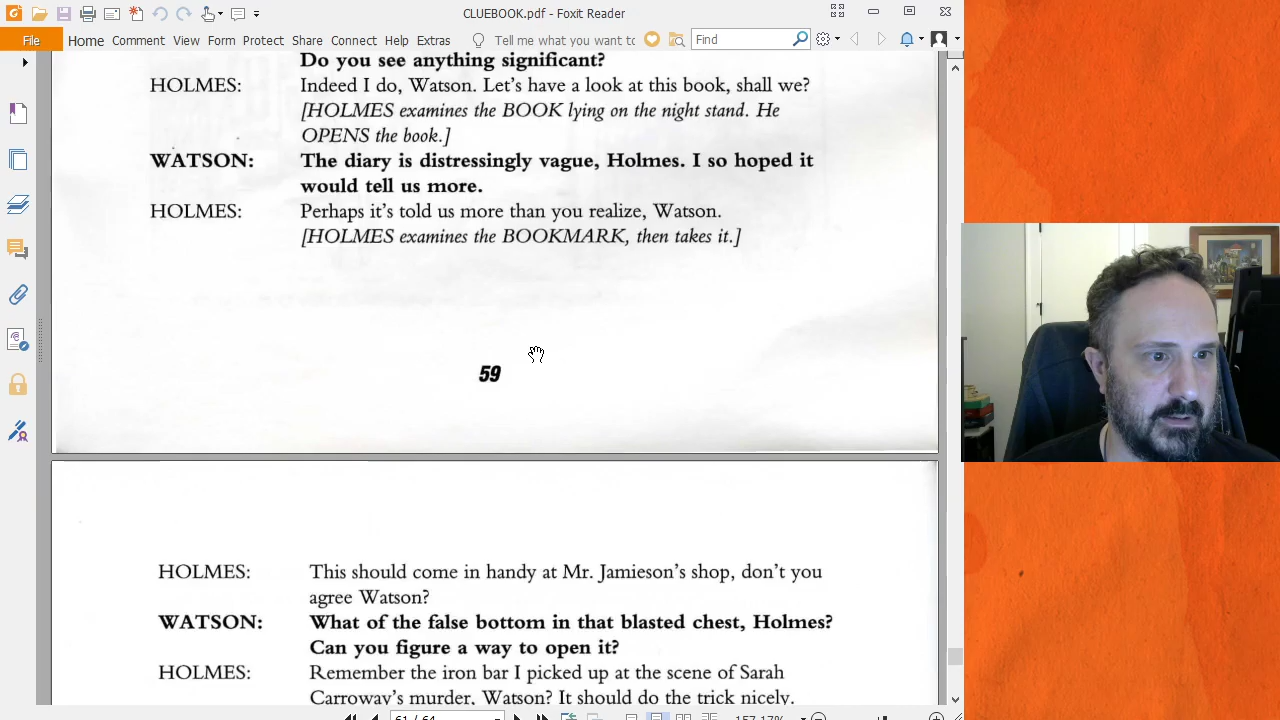 CLUEBOOK.pdf - Foxit Reader
File Home Comment View Form Protect Share Connect Help Extras Tell me what you want to Find
Do you see anything significant?
HOLMES: Indeed I do, Watson. Let's have a look at this book, shall we?
[HOLMES examines the BOOK lying on the night stand. He
OPENS the book.]
WATSON: The diary is distressingly vague, Holmes. I so hoped it
would tell us more.
HOLMES: Perhaps it's told us more than you realize, Watson.
[HOLMES examines the BOOKMARK, then takes it.]
59
HOLMES: This should come in handy at Mr. Jamieson's shop, don't you
agree Watson?
WATSON: What of the false bottom in that blasted chest, Holmes?
Can you figure a way to open it?
HOLMES: Remember the iron bar I picked up at the scene of Sarah
Carroway's murder, Watson? It should do the trick nicely.
61 / 64 157.17%